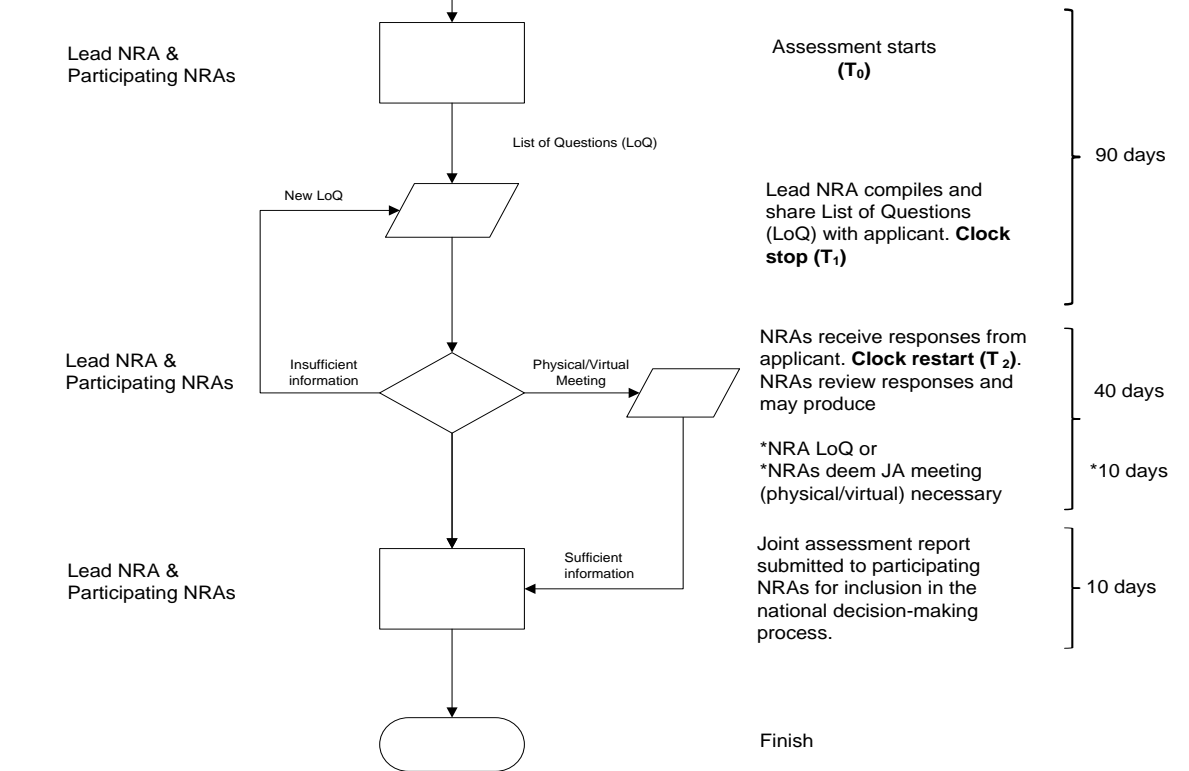 Lead NRA &
Participating NRAs
Assessment starts
(T₀)
List of Questions (LoQ)
90 days
New LoQ
Lead NRA compiles and
share List of Questions
(LoQ) with applicant. Clock
stop (T₁)
Lead NRA &
Participating NRAs
Insufficient
information
Physical/Virtual
Meeting
NRAs receive responses from
applicant. Clock restart (T ₂).
NRAs review responses and
may produce
40 days
*NRA LoQ or
*NRAs deem JA meeting
(physical/virtual) necessary
*10 days
Lead NRA &
Participating NRAs
Sufficient
information
Joint assessment report
submitted to participating
NRAs for inclusion in the
national decision-making
process.
10 days
Finish